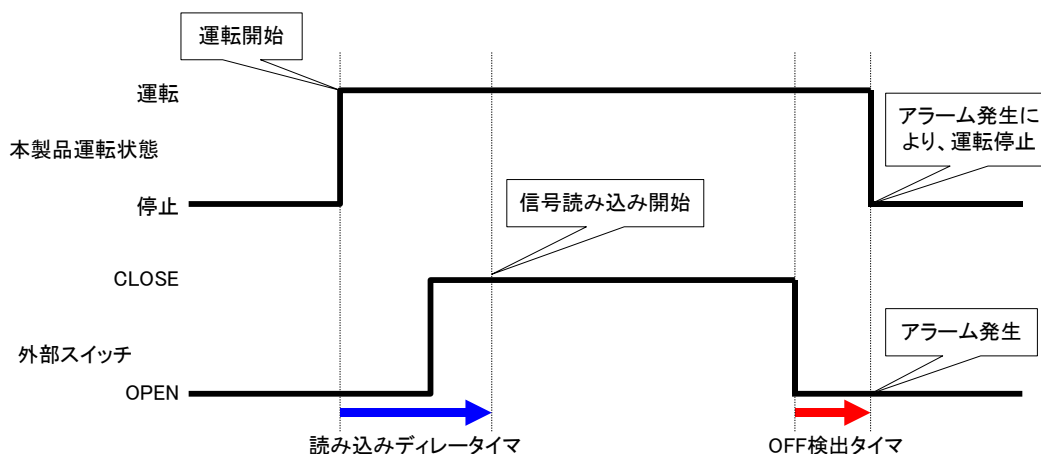 運転開始
運転
本製品運転状態
停止
アラーム発生に
より、運転停止
信号読み込み開始
CLOSE
外部スイッチ
OPEN
アラーム発生
読み込みディレータイマ
OFF検出タイマ